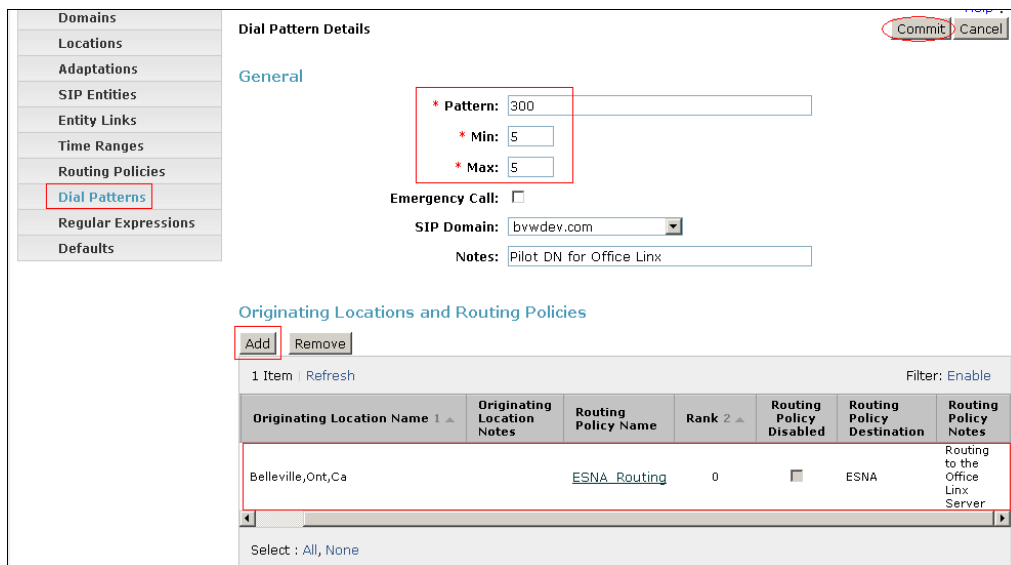 Domains
Locations
Adaptations
SIP Entities
Entity Links
Time Ranges
Routing Policies
Dial Patterns
Regular Expressions
Defaults
Dial Pattern Details
Commit Cancel
General
* Pattern: 300
* Min: 5
* Max: 5
Emergency Call:
SIP Domain: bvwdev.com
Notes: Pilot DN for Office Linx
Originating Locations and Routing Policies
Add Remove
1 Item | Refresh Filter: Enable
Originating Location Name 1 Originating Location Notes Routing Policy Name Rank 2 Routing Policy Disabled Routing Policy Destination Routing Policy Notes
Belleville,Ont,Ca ESNA Routing 0 ESNA Routing to the Office Linx Server
Select : All, None